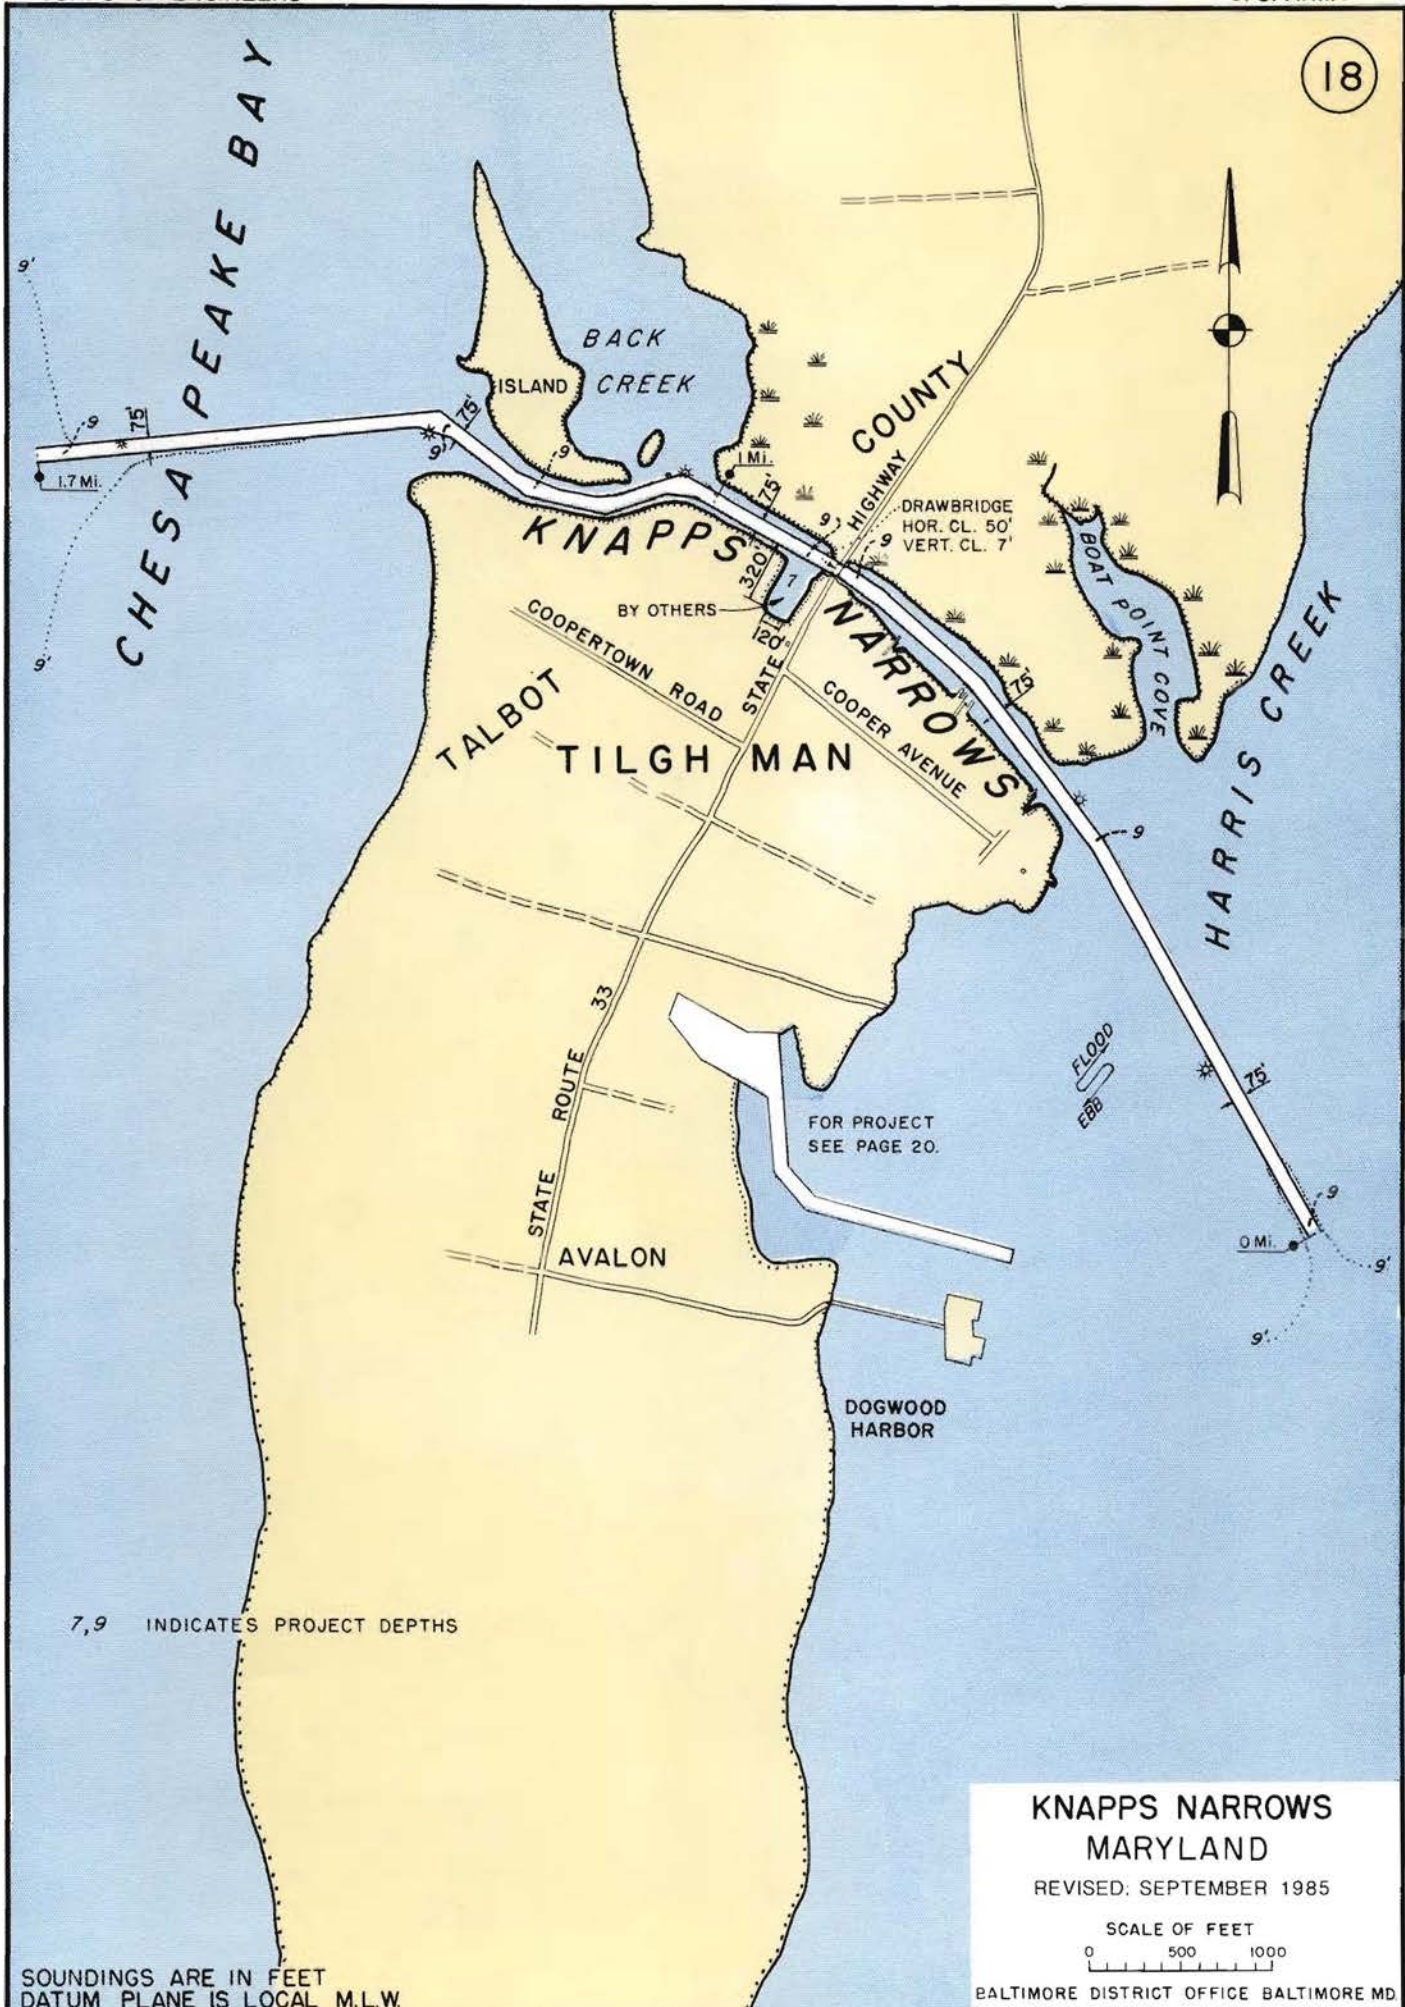 18
CHESAPEAKE BAY
9'
BACK
CREEK
ISLAND
75'
9
75'
9'
9
1.7 Mi.
1 Mi.
75'
COUNTY
HIGHWAY
9'
DRAWBRIDGE
HOR. CL. 50'
VERT. CL. 7'
9
KNAPPS
NARROWS
320'
7
BY OTHERS
120'
BOAT POINT COVE
HARRIS CREEK
9'
COOPERTOWN ROAD
STATE
COOPER AVENUE
75'
TALBOT
TILGHMAN
9
STATE ROUTE 33
FLOOD
EBB
75'
FOR PROJECT
SEE PAGE 20.
9
0 Mi.
9'
9'
AVALON
DOGWOOD
HARBOR
7,9 INDICATES PROJECT DEPTHS
KNAPPS NARROWS
MARYLAND
REVISED: SEPTEMBER 1985
SCALE OF FEET
0 500 1000
BALTIMORE DISTRICT OFFICE BALTIMORE MD.
SOUNDINGS ARE IN FEET
DATUM PLANE IS LOCAL M.L.W.